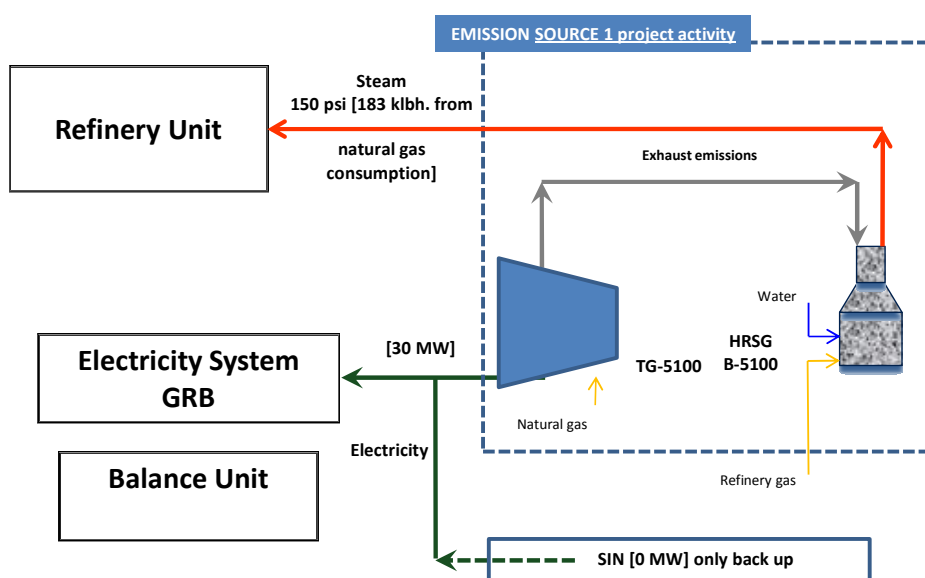 EMISSION SOURCE 1 project activity
Steam
150 psi [183 klbh. from
natural gas
consumption]
Refinery Unit
Exhaust emissions
Water
[30 MW]
HRSG
TG-5100
B-5100
Electricity System
GRB
Natural gas
Electricity
Balance Unit
Refinery gas
SIN [0 MW] only back up